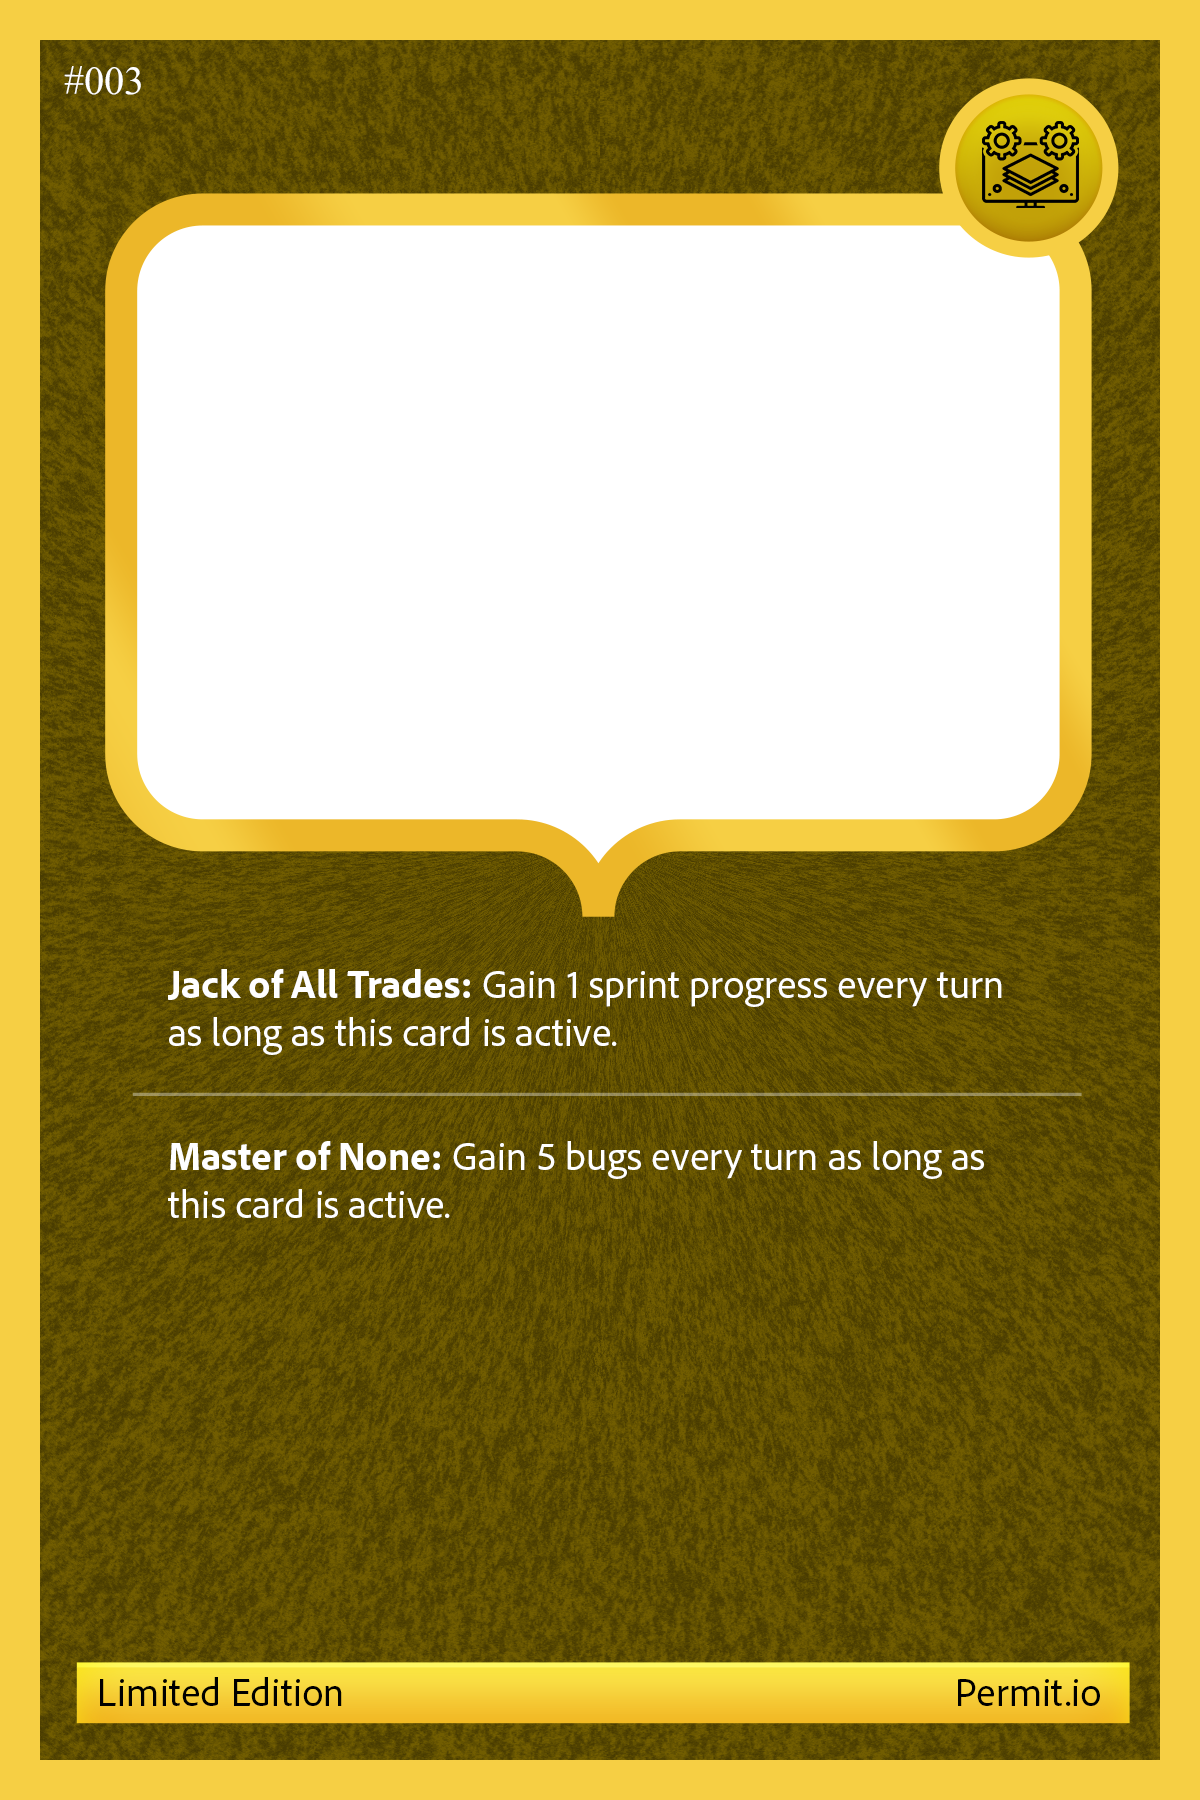 #003
Jack of All Trades: Gain 1 sprint progress every turn
as long as this card is active.
Master of None: Gain 5 bugs every turn as long as
this card is active.
Limited Edition
Permit.io